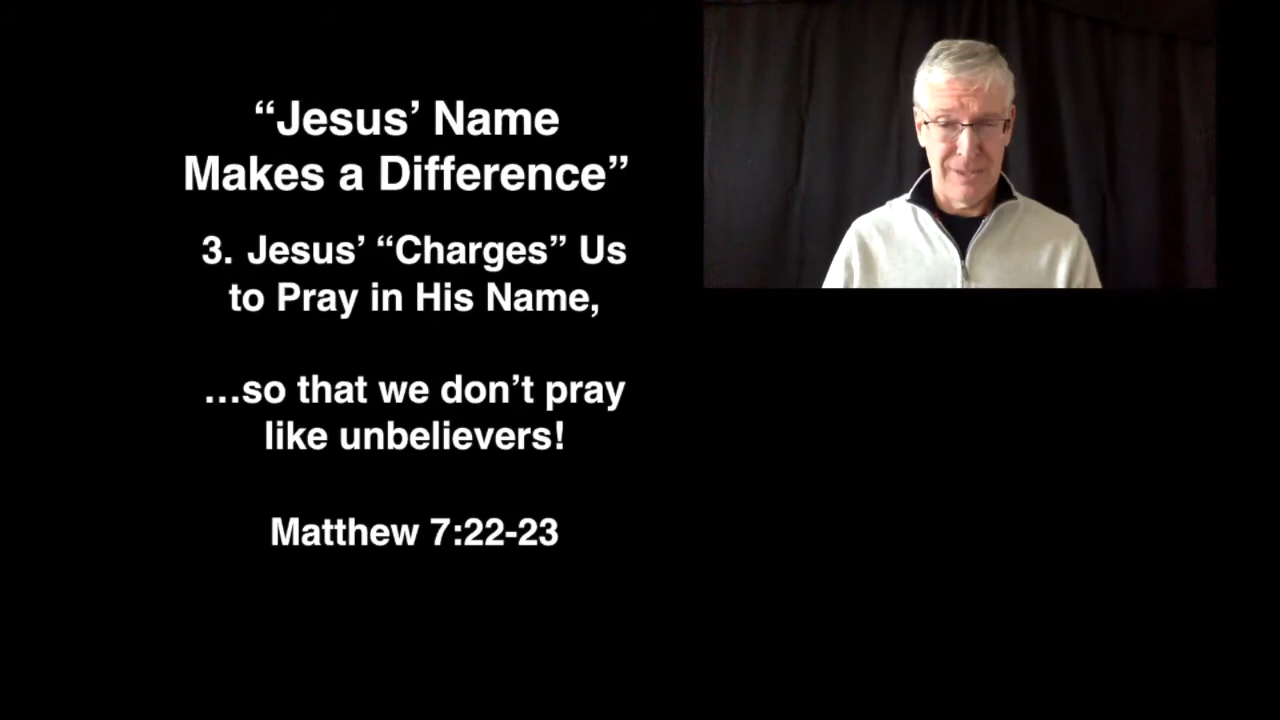 “Jesus’ Name
Makes a Difference”
3. Jesus’ “Charges” Us
to Pray in His Name,
...so that we don’t pray
like unbelievers!
Matthew 7:22-23